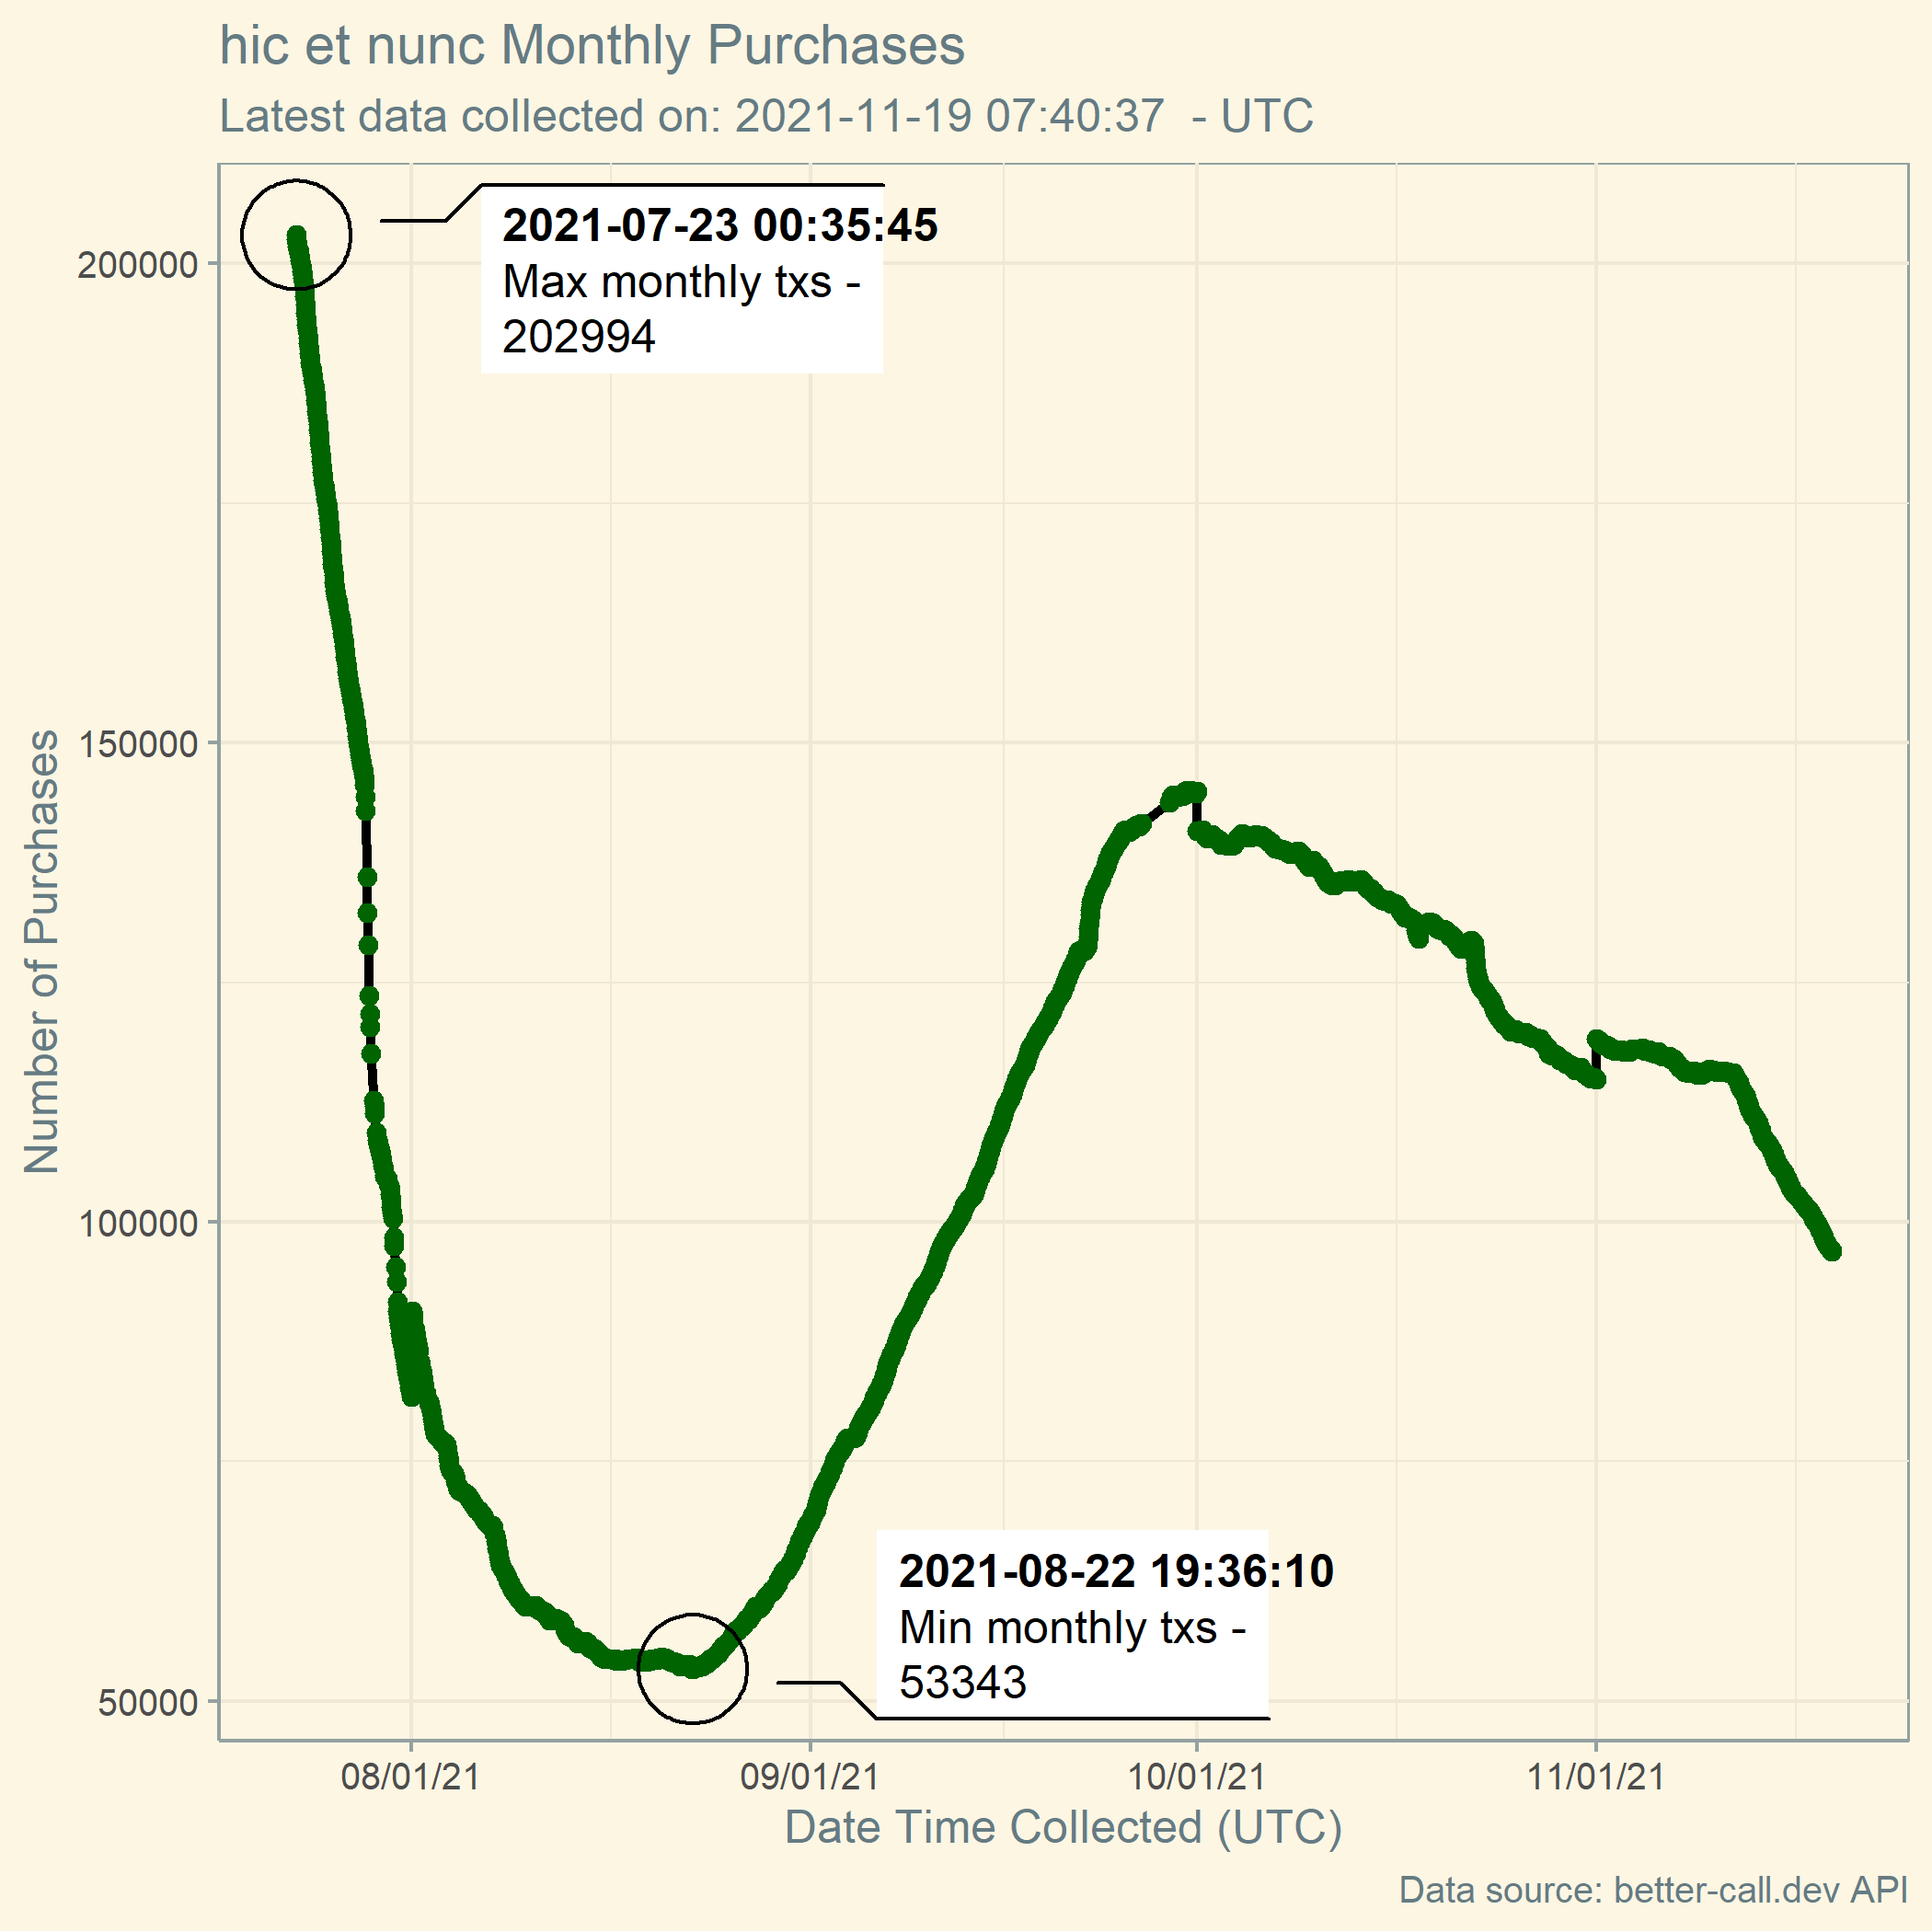 hic et nunc Monthly Purchases
Latest data collected on: 2021-11-19 07:40:37  - UTC
2021-07-23 00:35:45
Max monthly txs -
202994
200000
150000
100000
50000
Number of Purchases
2021-08-22 19:36:10
Min monthly txs -
53343
08/01/21
09/01/21
10/01/21
11/01/21
Date Time Collected (UTC)
Data source: better-call.dev API